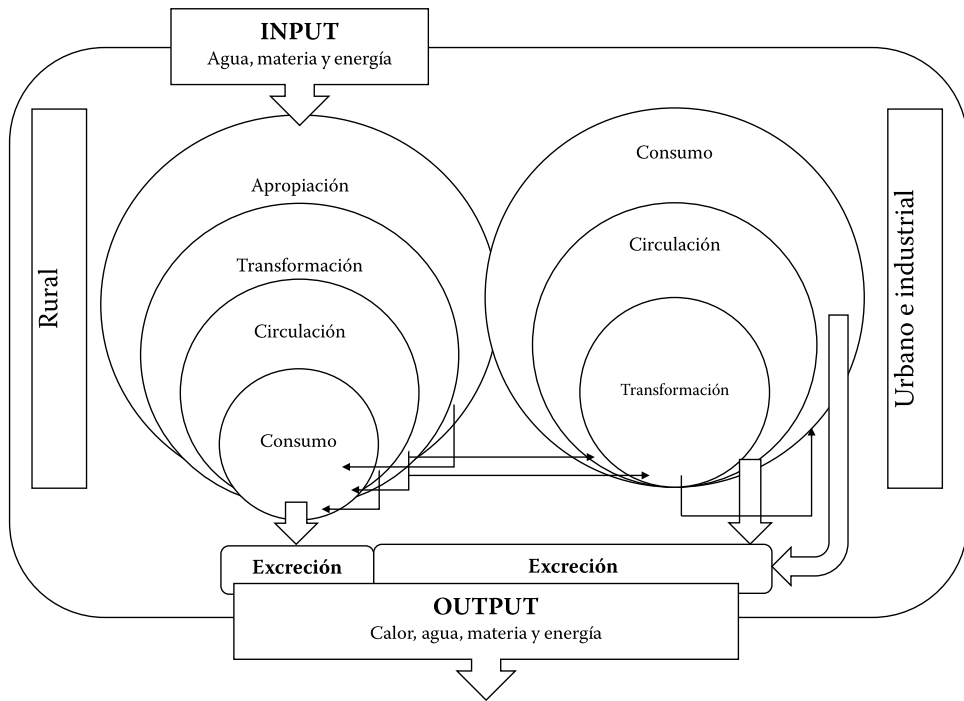 INPUT
Agua, materia y energía
Rural
Apropiación
Transformación
Circulación
Consumo
Consumo
Circulación
Transformación
Urbano e industrial
Excreción
Excreción
OUTPUT
Calor, agua, materia y energía